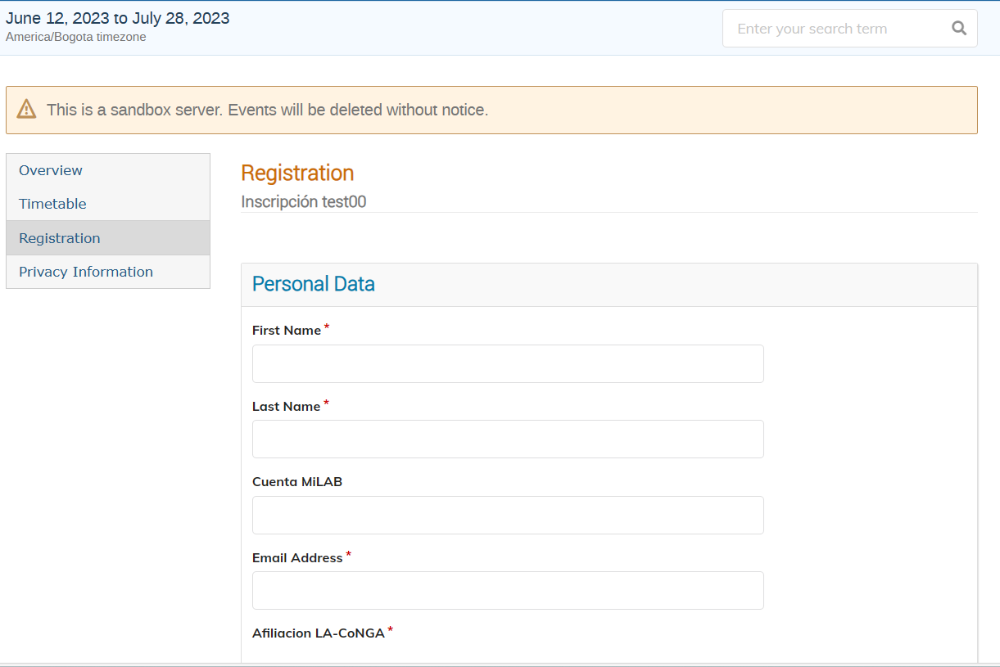 June 12, 2023 to July 28, 2023
America/Bogota timezone
Enter your search term
This is a sandbox server. Events will be deleted without notice.
Overview
Timetable
Registration
Privacy Information
Registration
Inscripción test00
Personal Data
First Name *
Last Name *
Cuenta MiLAB
Email Address *
Afiliacion LA-CoNGA *